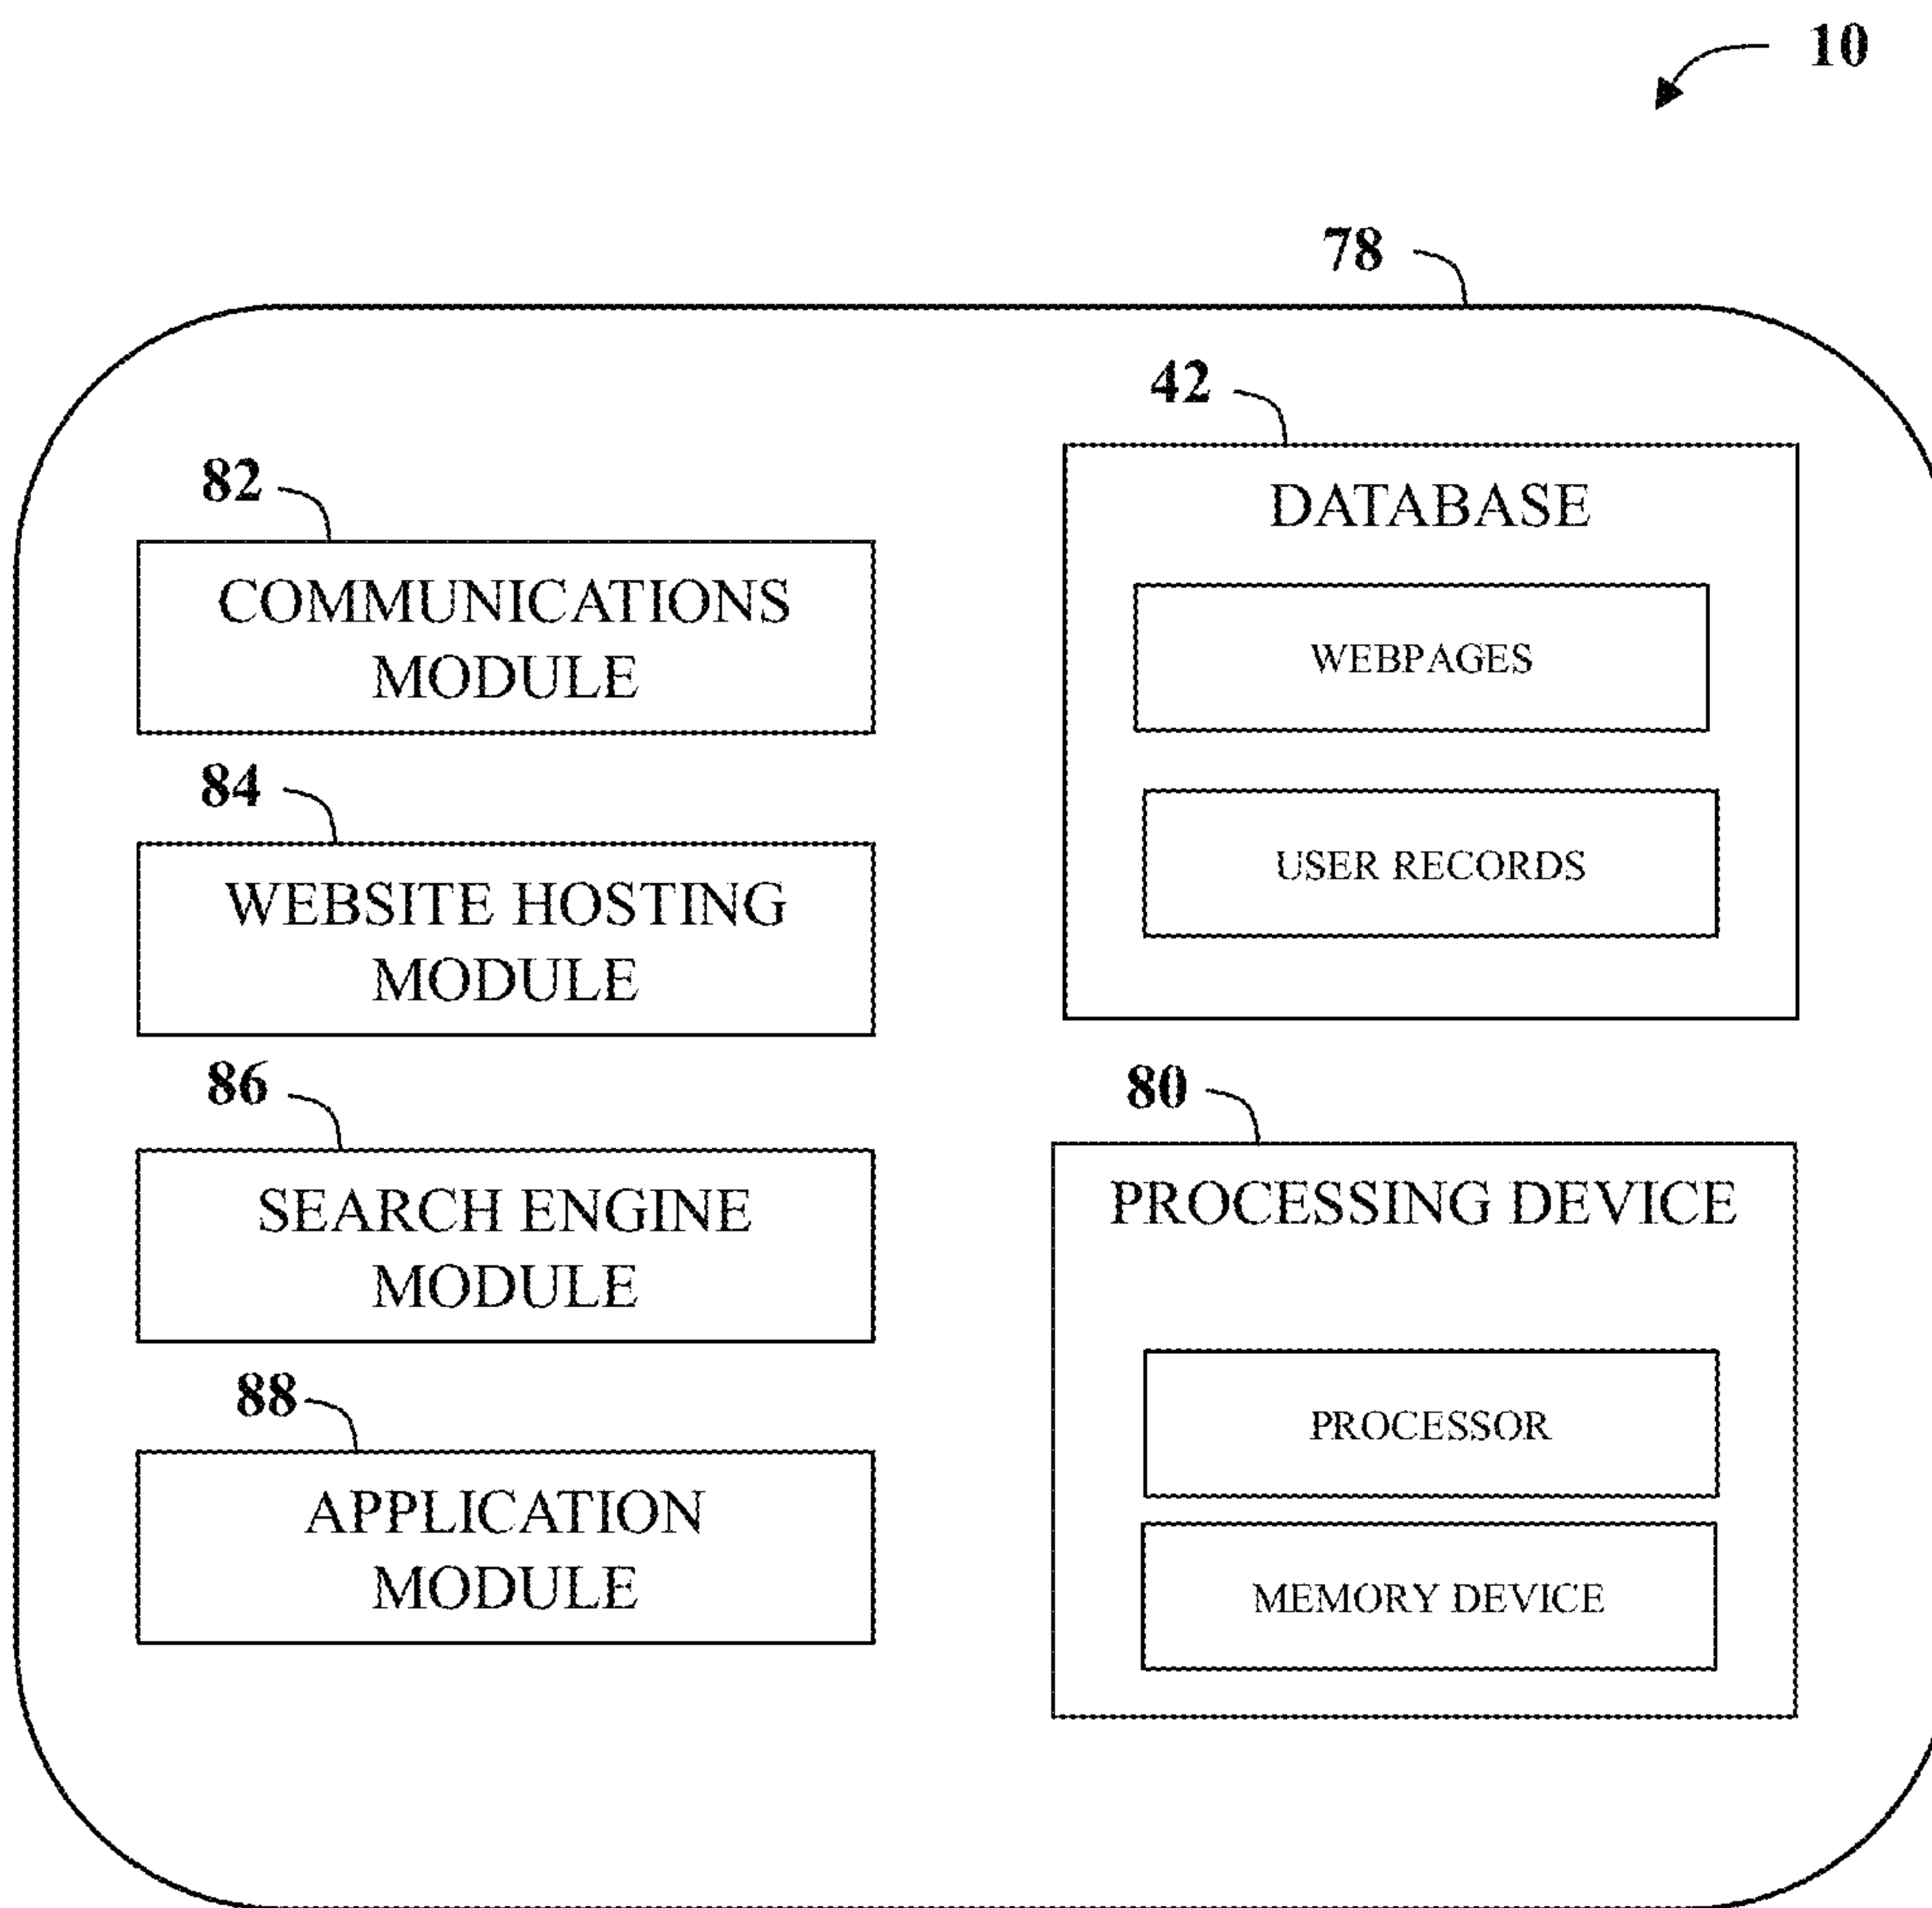 10
78
82
COMMUNICATIONS
MODULE
84
WEBSITE HOSTING
MODULE
86
SEARCH ENGINE
MODULE
88
APPLICATION
MODULE
42
DATABASE
WEBPAGES
USER RECORDS
80
PROCESSING DEVICE
PROCESSOR
MEMORY DEVICE